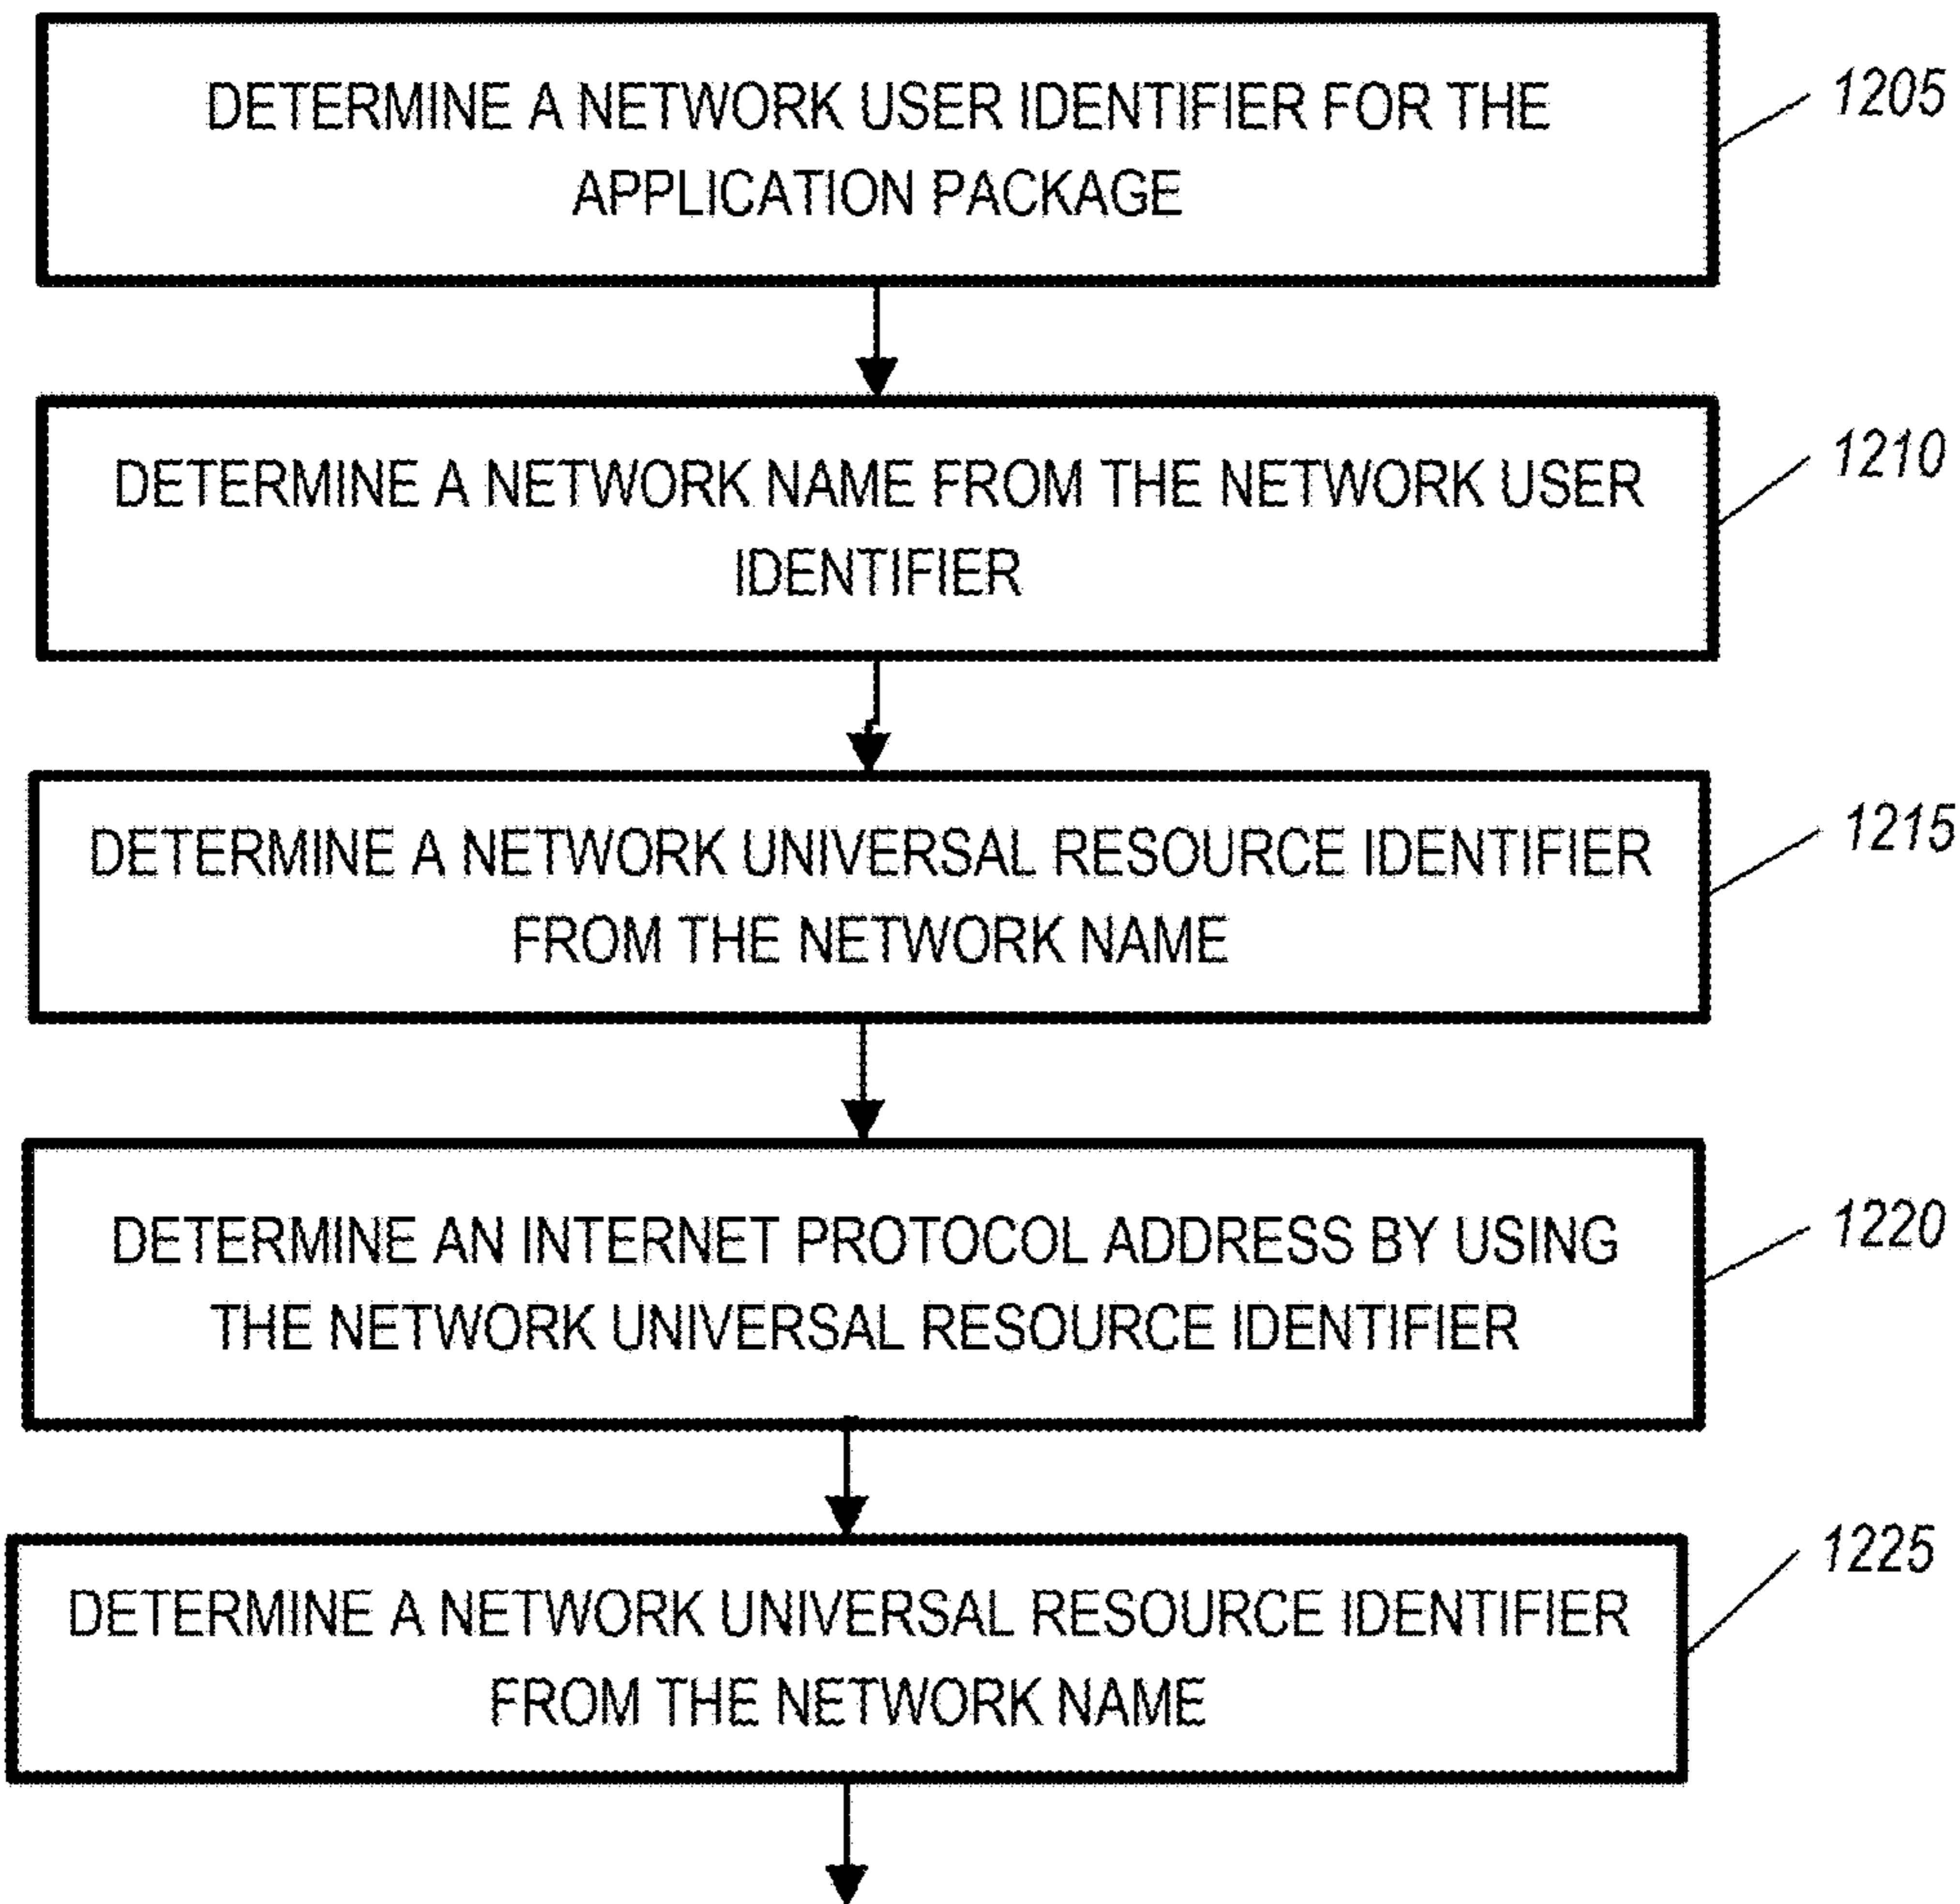 DETERMINE A NETWORK USER IDENTIFIER FOR THE
APPLICATION PACKAGE
1205
DETERMINE A NETWORK NAME FROM THE NETWORK USER
IDENTIFIER
1210
DETERMINE A NETWORK UNIVERSAL RESOURCE IDENTIFIER
FROM THE NETWORK NAME
1215
DETERMINE AN INTERNET PROTOCOL ADDRESS BY USING
THE NETWORK UNIVERSAL RESOURCE IDENTIFIER
1220
DETERMINE A NETWORK UNIVERSAL RESOURCE IDENTIFIER
FROM THE NETWORK NAME
1225